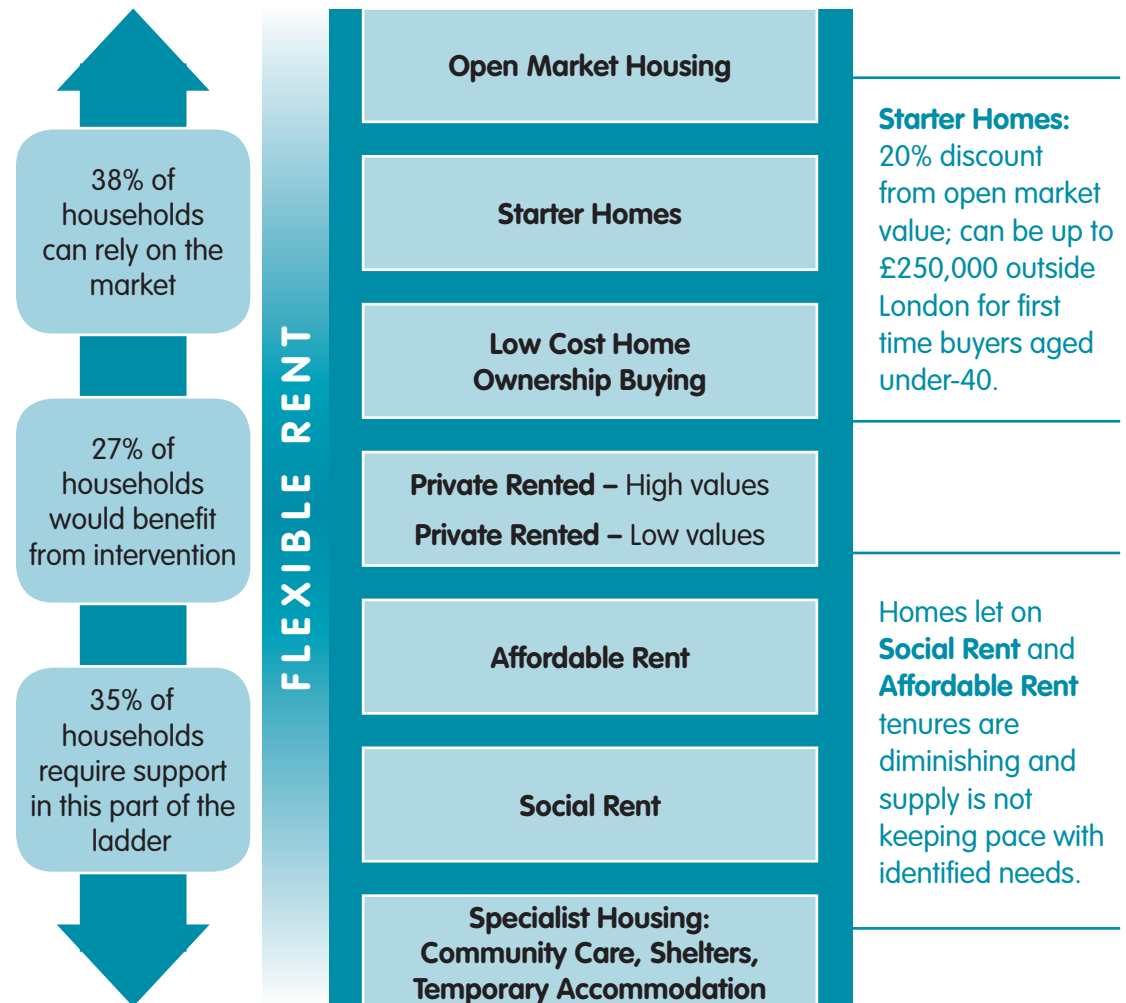 38% of
households
can rely on the
market
27% of
households
would benefit
from intervention
35% of
households
require support
in this part of the
ladder
FLEXIBLE RENT
Open Market Housing
Starter Homes
Low Cost Home
Ownership Buying
Private Rented – High values
Private Rented – Low values
Affordable Rent
Social Rent
Specialist Housing:
Community Care, Shelters,
Temporary Accommodation
Starter Homes:
20% discount
from open market
value; can be up to
£250,000 outside
London for first
time buyers aged
under-40.
Homes let on
Social Rent and
Affordable Rent
tenures are
diminishing and
supply is not
keeping pace with
identified needs.